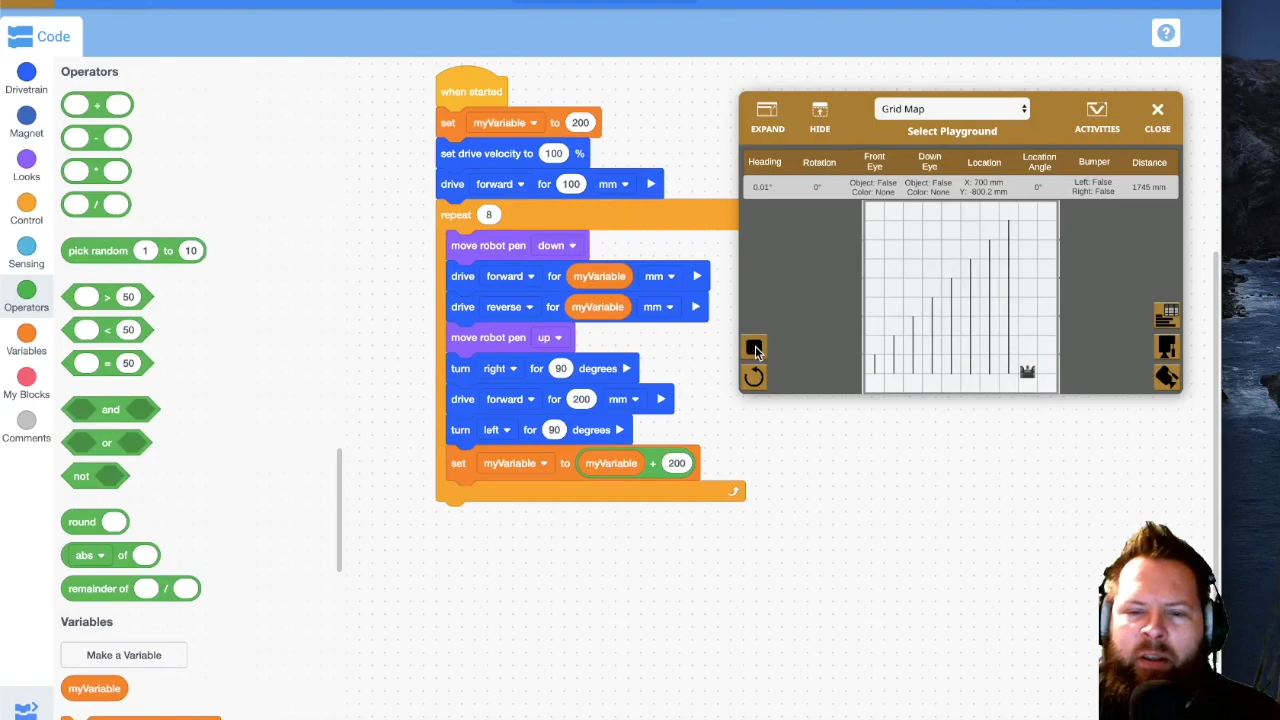 Code
?
Drivetrain
Magnet
Looks
Control
Sensing
Operators
Variables
My Blocks
Comments
Operators
+
-
*
/
pick random 1 to 10
> 50
< 50
= 50
and
or
not
round
abs of
remainder of /
Variables
Make a Variable
myVariable
when started
set myVariable to 200
set drive velocity to 100 %
drive forward for 100 mm
repeat 8
move robot pen down
drive forward for myVariable mm
drive reverse for myVariable mm
move robot pen up
turn right for 90 degrees
drive forward for 200 mm
turn left for 90 degrees
set myVariable to myVariable + 200
EXPAND
HIDE
Grid Map
Select Playground
ACTIVITIES
CLOSE
Heading Rotation Front Eye Down Eye Location Location Angle Bumper Distance
0.01° 0° Object: False Color: None Object: False Color: None X: 700 mm Y: -800.2 mm 0° Left: False Right: False 1745 mm